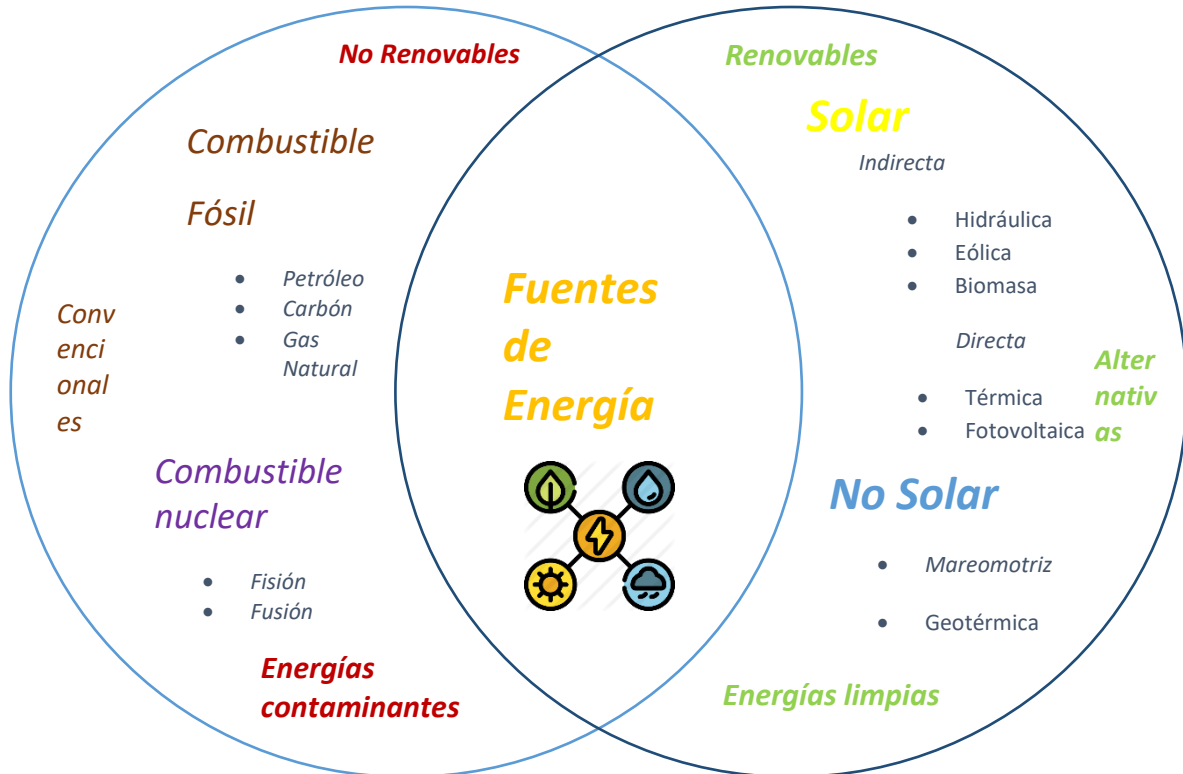 No Renovables
Combustible
Fósil
Petróleo
Carbón
Gas
Natural
Conv
enci
onal
es
Combustible
nuclear
Fisión
Fusión
Energías
contaminantes
Fuentes
de
Energía
Renovables
Solar
Indirecta
Hidráulica
Eólica
Biomasa
Directa
Térmica
Fotovoltaica
Alter
nativ
as
No Solar
Mareomotriz
Geotérmica
Energías limpias